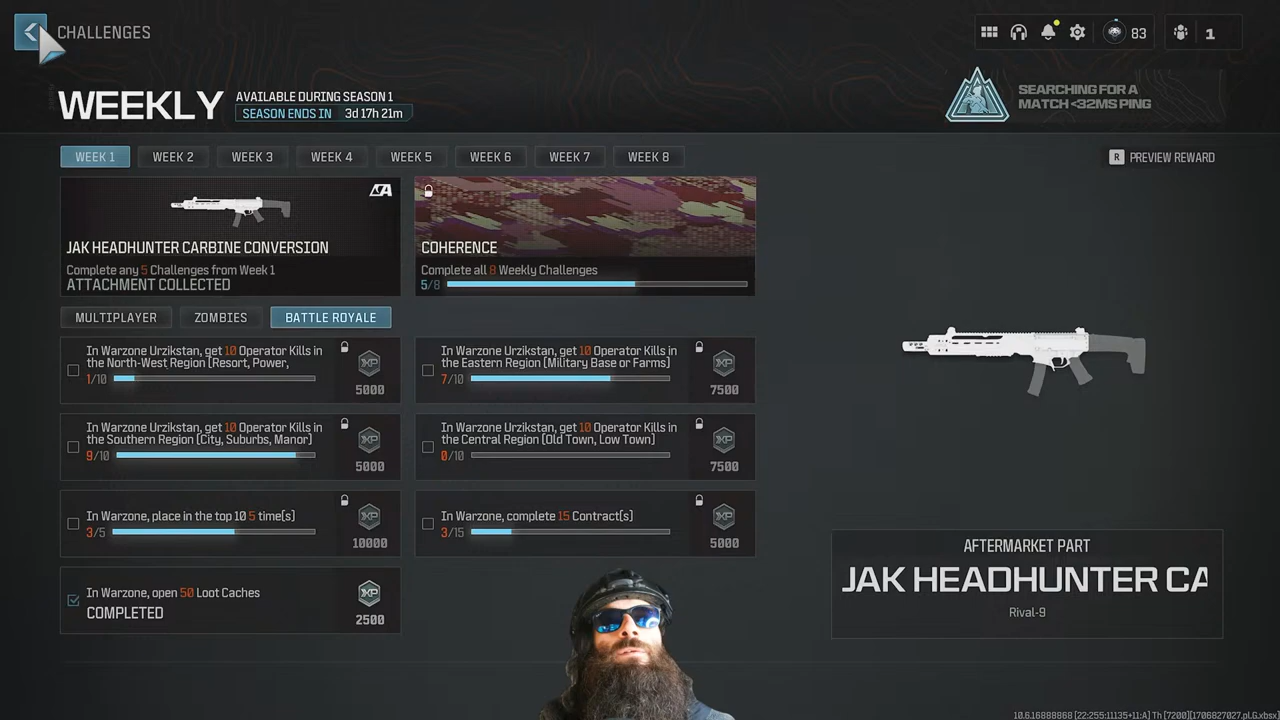 CHALLENGES
83
1
WEEKLY
AVAILABLE DURING SEASON 1
SEASON ENDS IN 3d 17h 21m
SEARCHING FOR A
MATCH <32MS PING
WEEK 1
WEEK 2
WEEK 3
WEEK 4
WEEK 5
WEEK 6
WEEK 7
WEEK 8
R PREVIEW REWARD
JAK HEADHUNTER CARBINE CONVERSION
Complete any 5 Challenges from Week 1
ATTACHMENT COLLECTED
COHERENCE
Complete all 8 Weekly Challenges
5/8
MULTIPLAYER
ZOMBIES
BATTLE ROYALE
In Warzone Urzikstan, get 10 Operator Kills in
the North-West Region (Resort, Power,
1/10
XP
5000
In Warzone Urzikstan, get 10 Operator Kills in
the Eastern Region (Military Base or Farms)
7/10
XP
7500
In Warzone Urzikstan, get 10 Operator Kills in
the Southern Region (City, Suburbs, Manor)
9/10
XP
5000
In Warzone Urzikstan, get 10 Operator Kills in
the Central Region (Old Town, Low Town)
0/10
XP
7500
In Warzone, place in the top 10 5 time(s)
3/5
XP
10000
In Warzone, complete 15 Contract(s)
3/15
XP
5000
In Warzone, open 50 Loot Caches
COMPLETED
XP
2500
AFTERMARKET PART
JAK HEADHUNTER CA
Rival-9